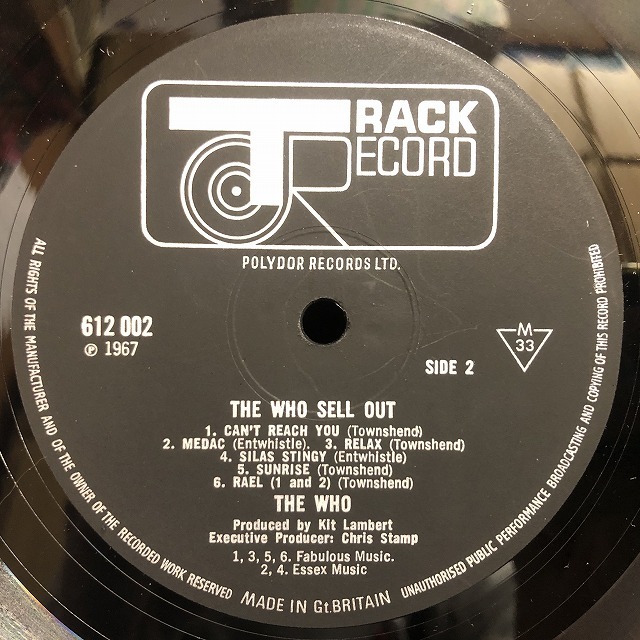 TRACK
RECORD
POLYDOR RECORDS LTD.
612 002
℗ 1967
M
33
SIDE 2
THE WHO SELL OUT
1. CAN'T REACH YOU (Townshend)
2. MEDAC (Entwhistle). 3. RELAX (Townshend)
4. SILAS STINGY (Entwhistle)
5. SUNRISE (Townshend)
6. RAEL (1 and 2) (Townshend)
THE WHO
Produced by Kit Lambert
Executive Producer: Chris Stamp
1, 3, 5, 6. Fabulous Music.
2, 4. Essex Music
ALL RIGHTS OF THE MANUFACTURER AND OF THE OWNER OF THE RECORDED WORK RESERVED
MADE IN Gt. BRITAIN
UNAUTHORISED PUBLIC PERFORMANCE BROADCASTING AND COPYING OF THIS RECORD PROHIBITED